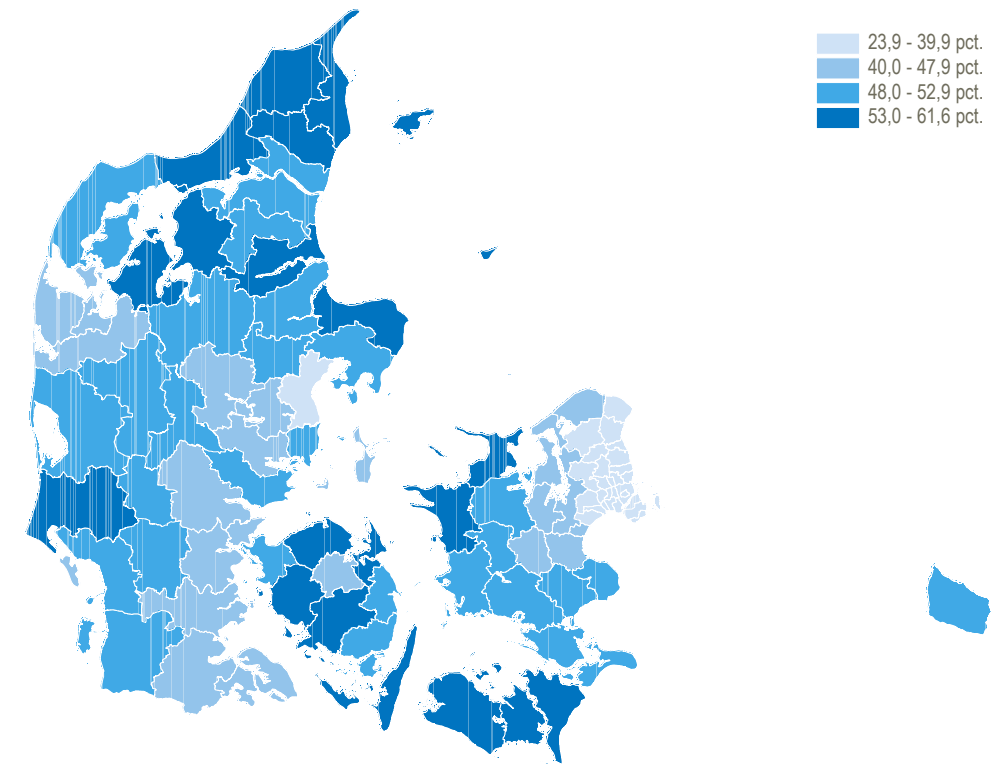 23,9 - 39,9 pct.
40,0 - 47,9 pct.
48,0 - 52,9 pct.
53,0 - 61,6 pct.